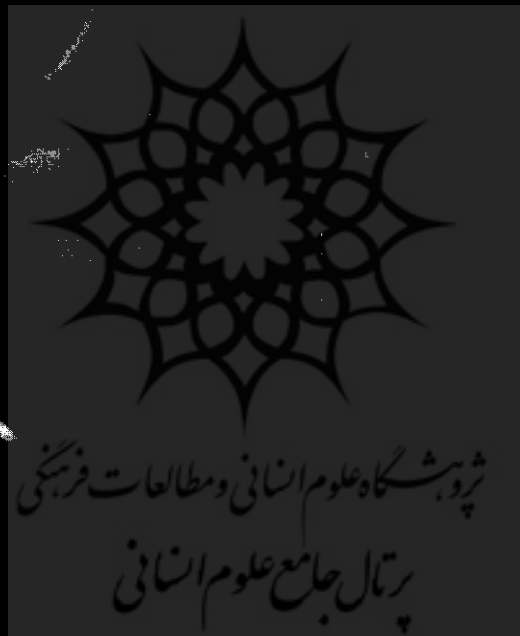 پژوهشگاه علوم انسانی و مطالعات فرهنگی
پرتال جامع علوم انسانی